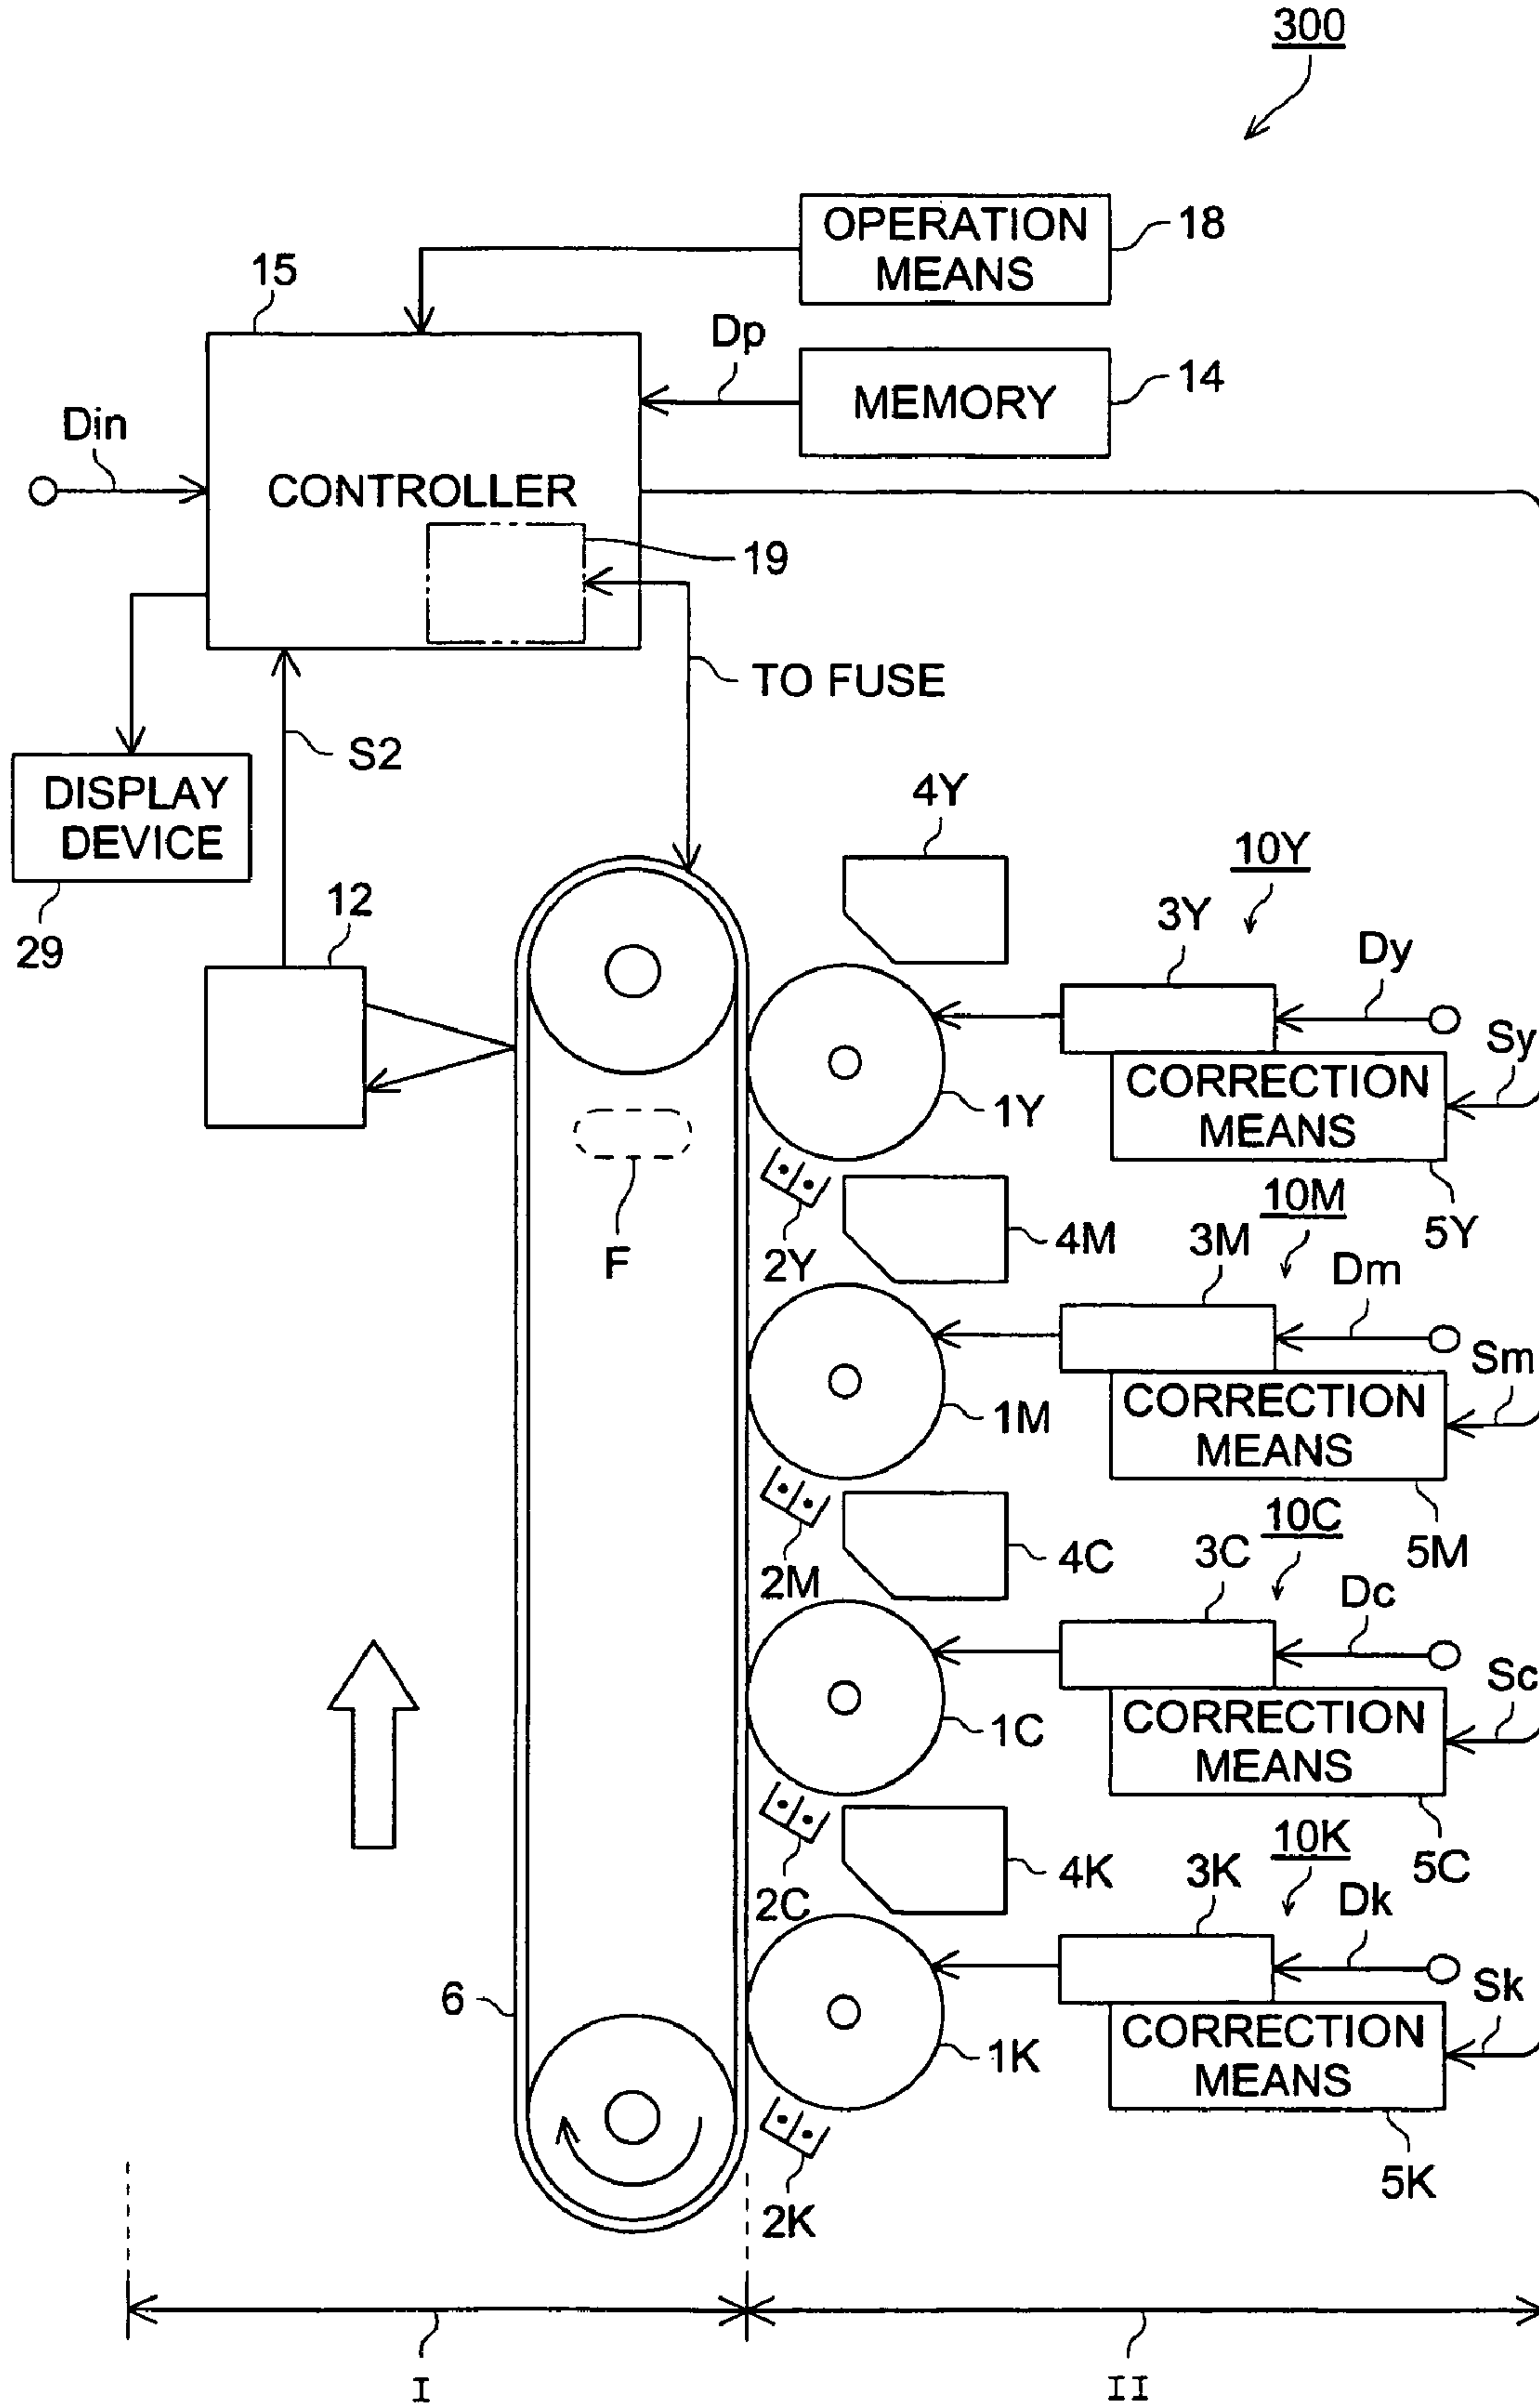 300
OPERATION
MEANS
18
15
Dp
MEMORY
14
Din
CONTROLLER
19
TO FUSE
S2
DISPLAY
DEVICE
29
12
4Y
10Y
3Y
Dy
Sy
CORRECTION
MEANS
1Y
5Y
F
2Y
4M
10M
3M
Dm
Sm
CORRECTION
MEANS
1M
5M
2M
4C
10C
3C
Dc
Sc
CORRECTION
MEANS
1C
5C
2C
4K
10K
3K
Dk
Sk
6
CORRECTION
MEANS
1K
5K
2K
I
II